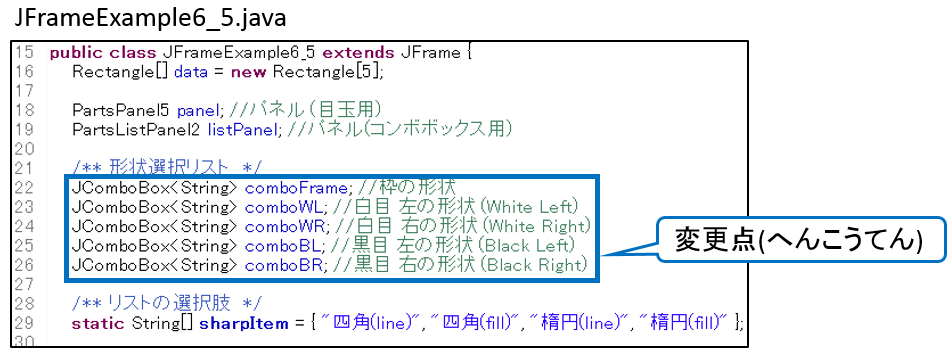 JFrameExample6_5.java
15 public class JFrameExample6_5 extends JFrame {
16 Rectangle[] data = new Rectangle[5];
17
18 PartsPanel5 panel; //パネル (目玉用)
19 PartsListPanel2 listPanel; //パネル(コンボボックス用)
20
21 /** 形状選択リスト */
22 JComboBox<String> comboFrame; //枠の形状
23 JComboBox<String> comboWL; //白目 左の形状 (White Left)
24 JComboBox<String> comboWR; //白目 右の形状 (White Right)
25 JComboBox<String> comboBL; //黒目 左の形状 (Black Left)
26 JComboBox<String> comboBR; //黒目 右の形状 (Black Right)
変更点(へんこうてん)
27
28 /** リストの選択肢 */
29 static String[] sharpItem = { "四角(line)", "四角(fill)", "楕円(line)", "楕円(fill)" };
30